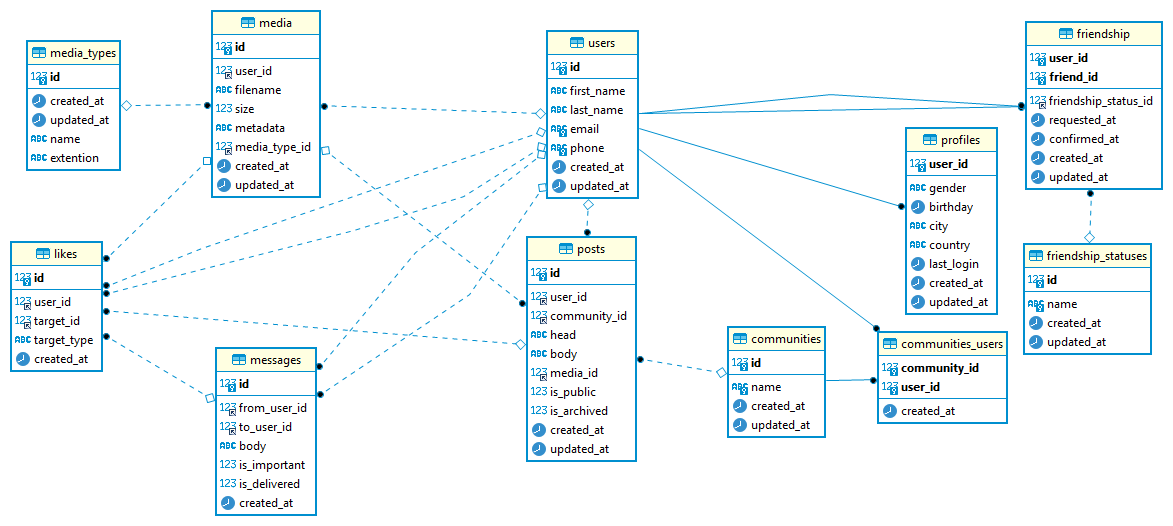 media_types
id
created_at
updated_at
name
extention
media
id
user_id
filename
size
metadata
media_type_id
created_at
updated_at
users
id
first_name
last_name
email
phone
created_at
updated_at
friendship
user_id
friend_id
friendship_status_id
requested_at
confirmed_at
created_at
updated_at
profiles
user_id
gender
birthday
city
country
last_login
created_at
updated_at
likes
id
user_id
target_id
target_type
created_at
messages
id
from_user_id
to_user_id
body
is_important
is_delivered
created_at
posts
id
user_id
community_id
head
body
media_id
is_public
is_archived
created_at
updated_at
communities
id
name
created_at
updated_at
communities_users
community_id
user_id
created_at
friendship_statuses
id
name
created_at
updated_at